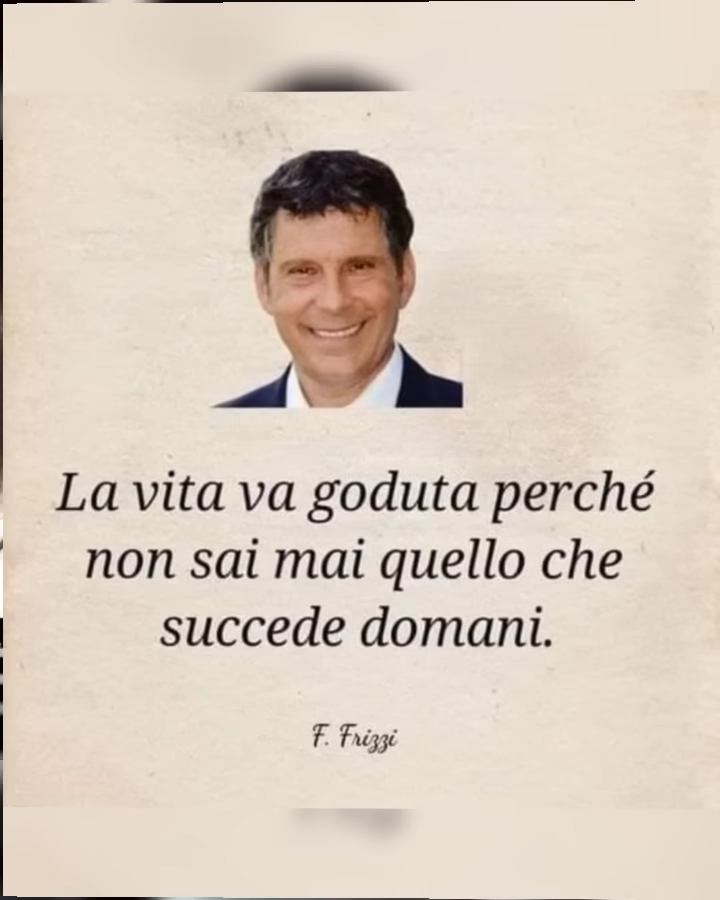 La vita va goduta perché
non sai mai quello che
succede domani.
F. Frizzi